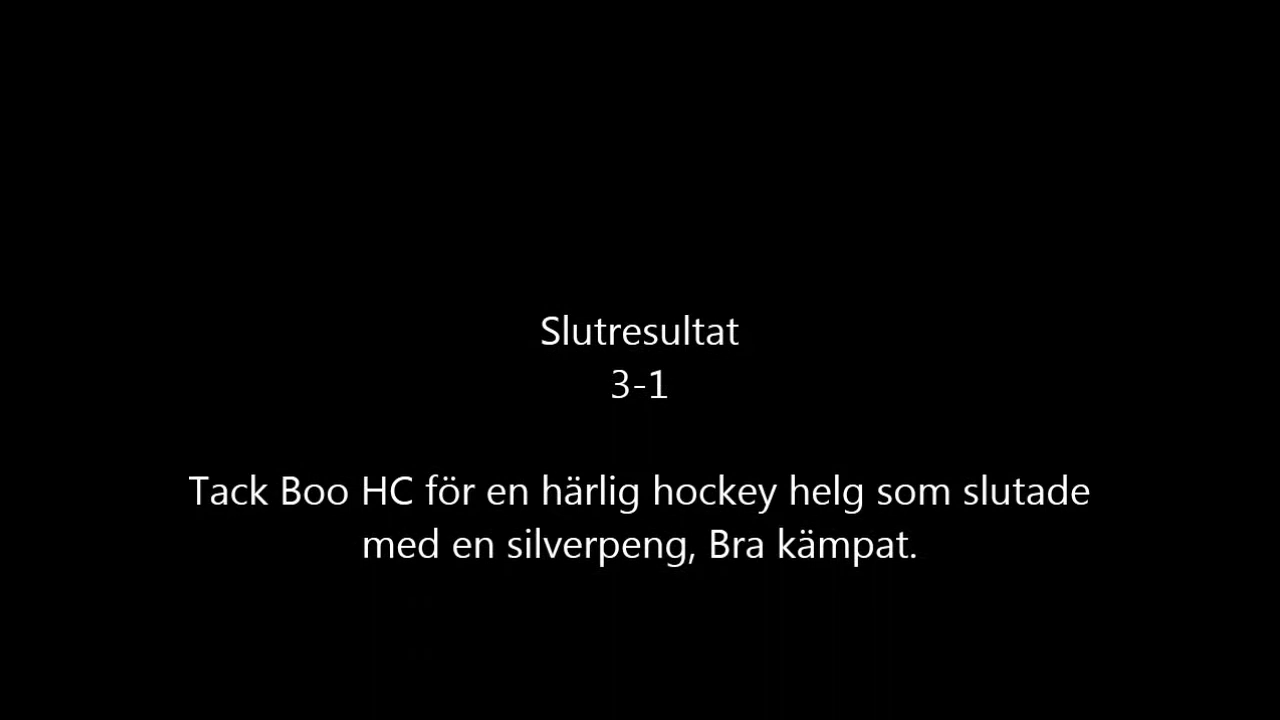 Slutresultat
3-1
Tack Boo HC för en härlig hockey helg som slutade
med en silverpeng, Bra kämpat.